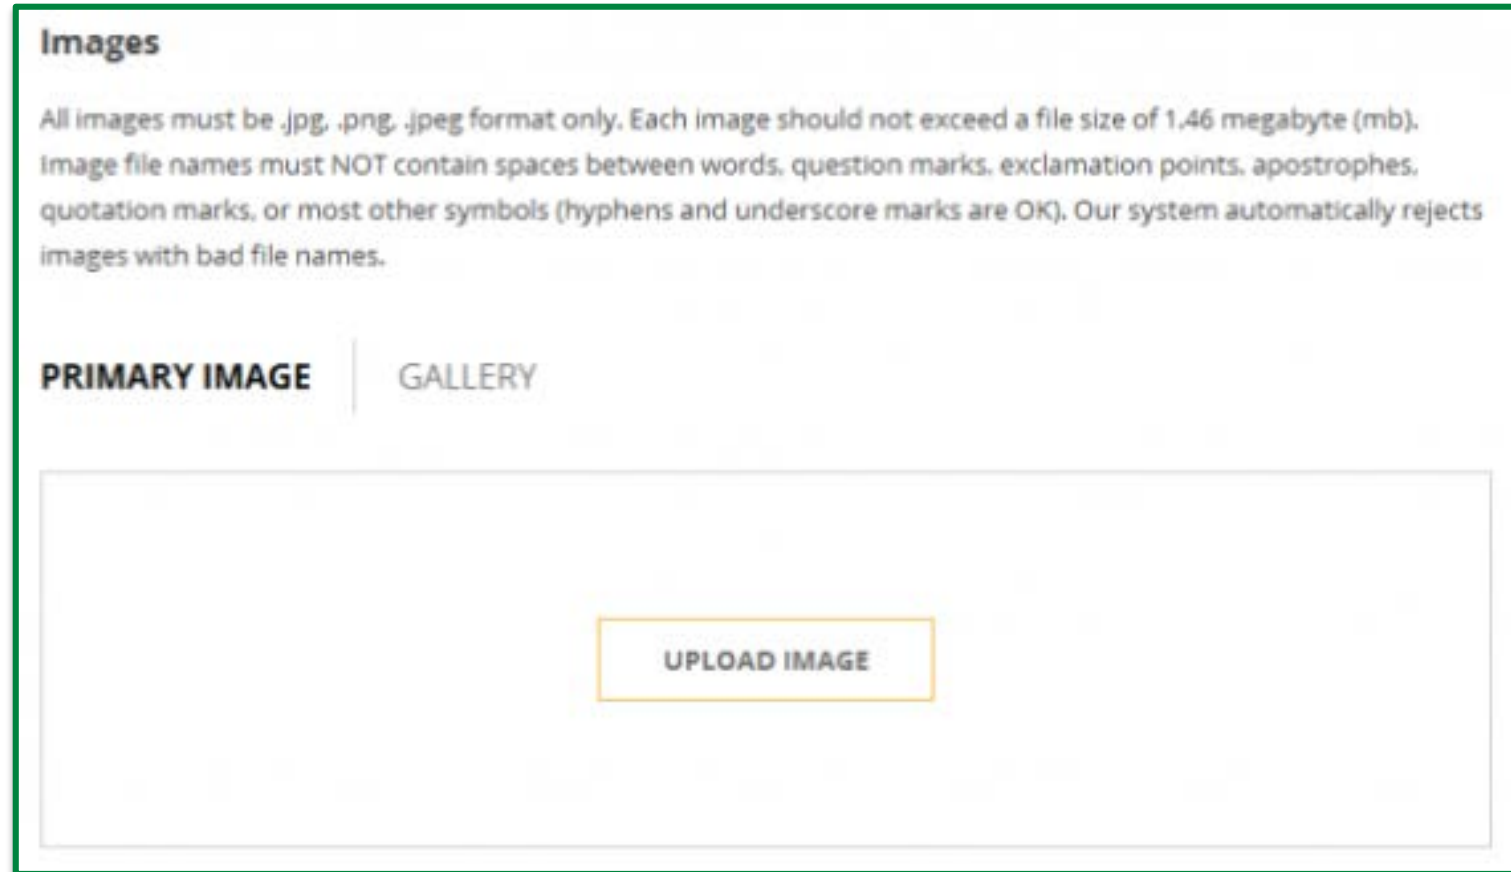 Images
All images must be .jpg, .png, .jpeg format only. Each image should not exceed a file size of 1.46 megabyte (mb).
Image file names must NOT contain spaces between words, question marks, exclamation points, apostrophes,
quotation marks, or most other symbols (hyphens and underscore marks are OK). Our system automatically rejects
images with bad file names.
PRIMARY IMAGE GALLERY
UPLOAD IMAGE